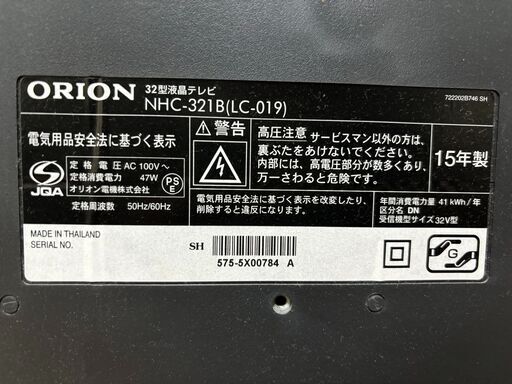 ORION
32型液晶テレビ
NHC-321B(LC-019)
722202B746 SH
電気用品安全法に基づく表示
JQA
定格電圧 AC 100V～
定格消費電力 47W
オリオン電機株式会社
PS
E
定格周波数 50Hz/60Hz
高圧注意 サービスマン以外の方は、
裏ぶたをあけないでください。
内部には、高電圧部分が数多くあり、
万一さわると危険です。
電気用品安全法に基づく表示を改変したり、
削除すると違反となります。
15年製
年間消費電力量 41 kWh/年
区分名 DN
受信機型サイズ 32V型
MADE IN THAILAND
SERIAL NO.
SH
575-5X00784 A
G